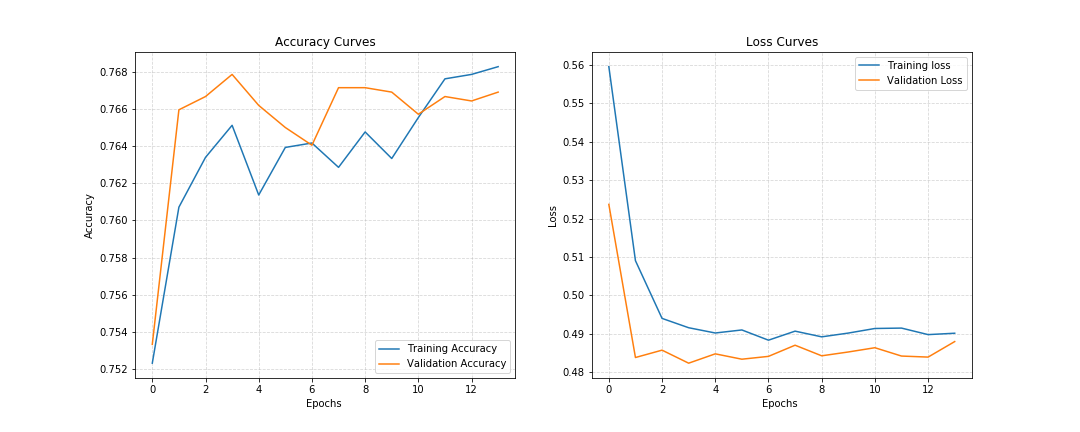 Accuracy Curves
0.768
0.766
0.764
0.762
0.760
0.758
0.756
0.754
0.752
Accuracy
0 2 4 6 8 10 12
Epochs
Training Accuracy
Validation Accuracy
Loss Curves
0.56
0.55
0.54
0.53
0.52
0.51
0.50
0.49
0.48
Loss
0 2 4 6 8 10 12
Epochs
Training loss
Validation Loss